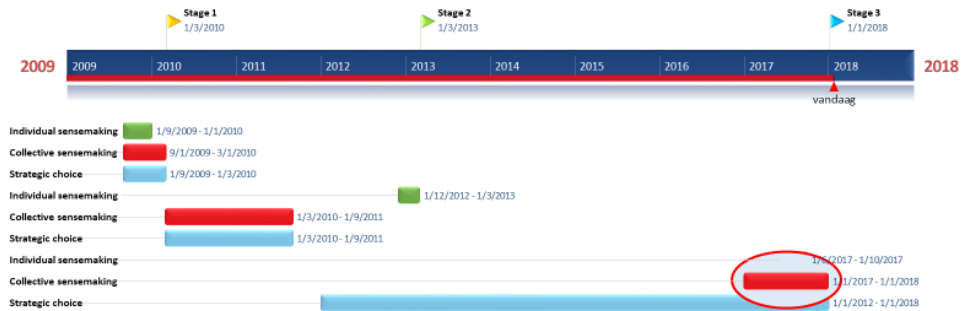 Stage 1
1/3/2010
Stage 2
1/3/2013
Stage 3
1/1/2018
2009
2009 2010 2011 2012 2013 2014 2015 2016 2017 2018
2018
vandaag
Individual sensemaking 1/9/2009 - 1/1/2010
Collective sensemaking 9/1/2009 - 3/1/2010
Strategic choice 1/9/2009 - 1/3/2010
Individual sensemaking 1/12/2012 - 1/3/2013
Collective sensemaking 1/3/2010 - 1/9/2011
Strategic choice 1/3/2010 - 1/9/2011
Individual sensemaking 1/6/2017 - 1/10/2017
Collective sensemaking 1/1/2017 - 1/1/2018
Strategic choice 1/1/2012 - 1/1/2018